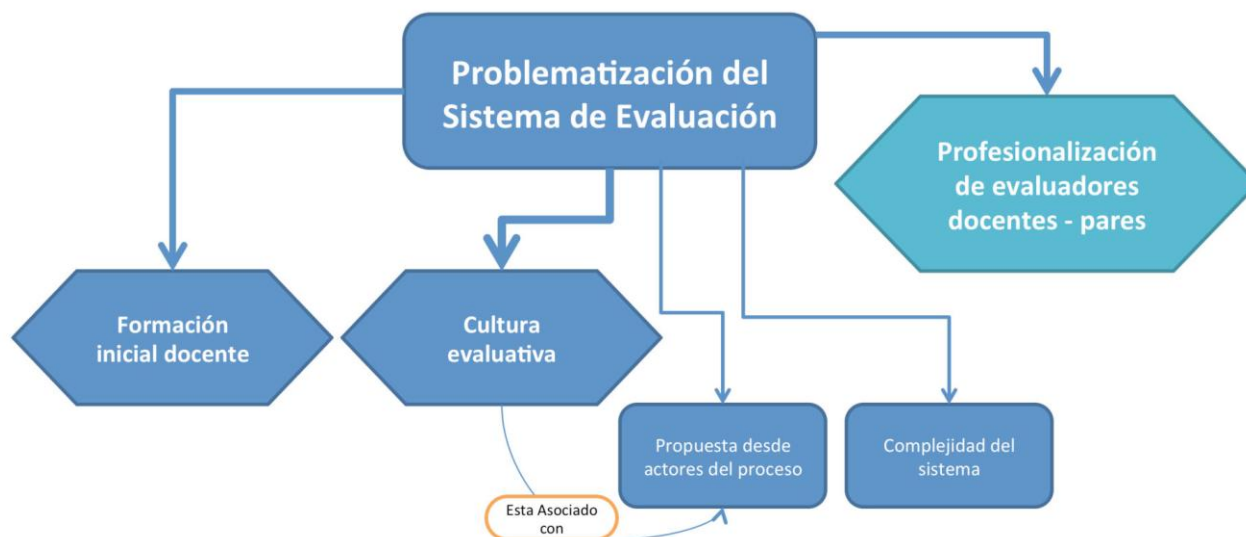 Problematización del
Sistema de Evaluación
Profesionalización
de evaluadores
docentes - pares
Formación
inicial docente
Cultura
evaluativa
Propuesta desde
actores del proceso
Complejidad del
sistema
Esta Asociado
con